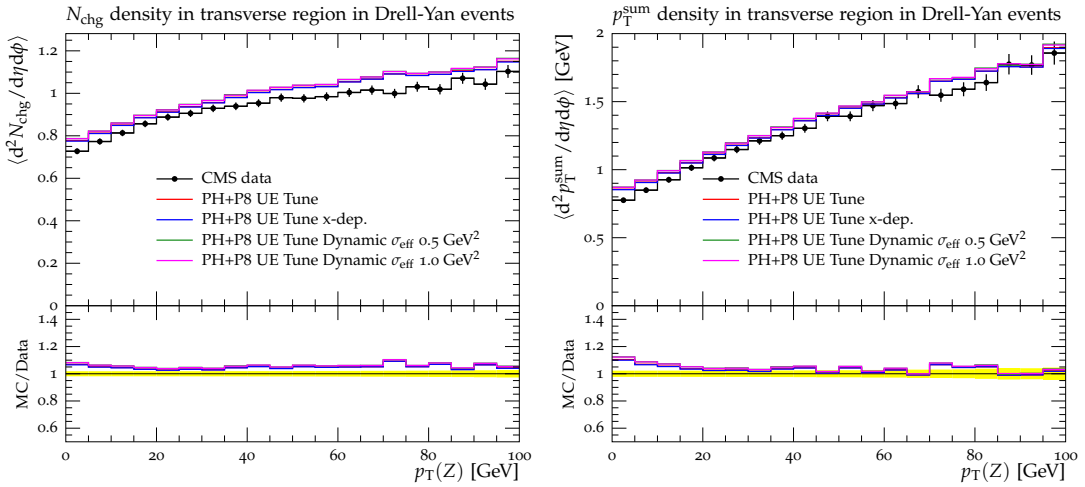 N_chg density in transverse region in Drell-Yan events
⟨d²N_chg/dηdϕ⟩
1.2
1
0.8
0.6
0.4
0.2
0
CMS data
PH+P8 UE Tune
PH+P8 UE Tune x-dep.
PH+P8 UE Tune Dynamic σ_eff 0.5 GeV²
PH+P8 UE Tune Dynamic σ_eff 1.0 GeV²
MC/Data
1.4
1.2
1
0.8
0.6
0 20 40 60 80 100
p_T(Z) [GeV]
p_T^sum density in transverse region in Drell-Yan events
⟨d²p_T^sum/dηdϕ⟩ [GeV]
2
1.5
1
0.5
0
CMS data
PH+P8 UE Tune
PH+P8 UE Tune x-dep.
PH+P8 UE Tune Dynamic σ_eff 0.5 GeV²
PH+P8 UE Tune Dynamic σ_eff 1.0 GeV²
MC/Data
1.4
1.2
1
0.8
0.6
0 20 40 60 80 100
p_T(Z) [GeV]